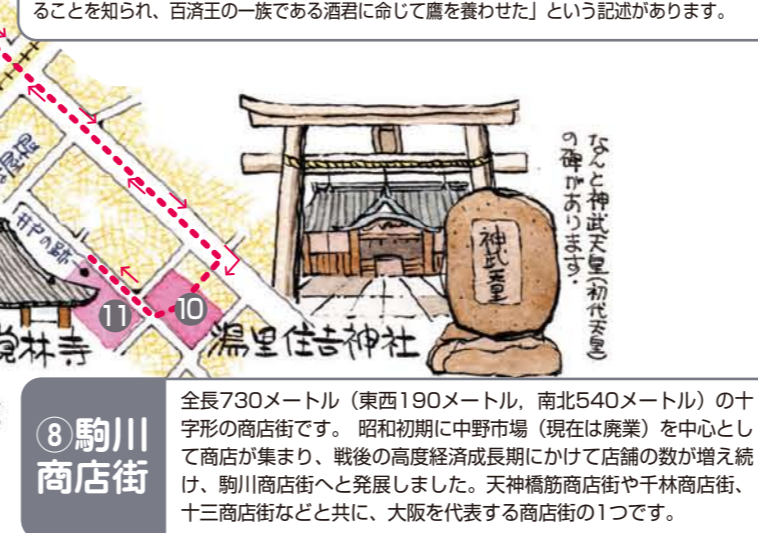 ることを知られ、百済王の一族である酒君に命じて鷹を養わせた」という記述があります。
なんと神武天皇(初代天皇)
の碑があります.
神武天皇
井戸の跡
⑪
⑩
覚林寺
湯里住吉神社
⑧駒川
商店街
全長730メートル（東西190メートル，南北540メートル）の十
字形の商店街です。 昭和初期に中野市場（現在は廃業）を中心とし
て商店が集まり、戦後の高度経済成長期にかけて店舗の数が増え続
け、駒川商店街へと発展しました。天神橋筋商店街や千林商店街、
十三商店街などと共に、大阪を代表する商店街の1つです。